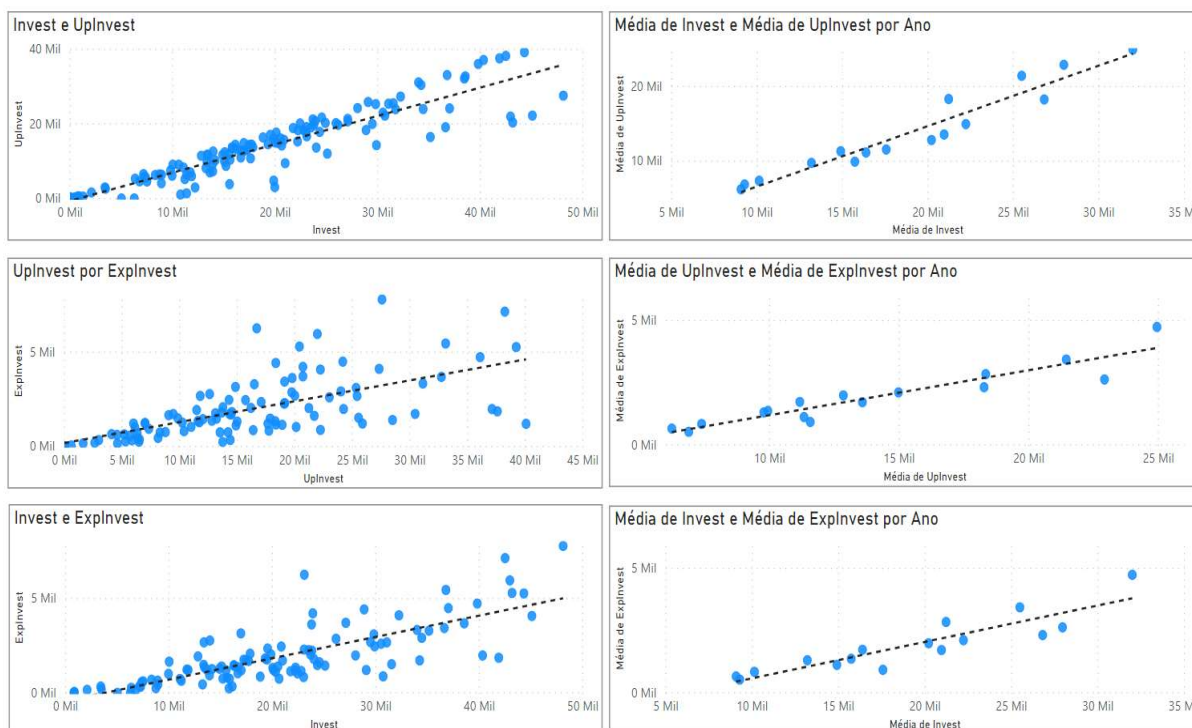 Invest e UpInvest
40 Mil
20 Mil
0 Mil
UpInvest
0 Mil 10 Mil 20 Mil 30 Mil 40 Mil 50 Mil
Invest
Média de Invest e Média de UpInvest por Ano
20 Mil
10 Mil
Média de UpInvest
5 Mil 10 Mil 15 Mil 20 Mil 25 Mil 30 Mil 35 Mil
Média de Invest
UpInvest por ExpInvest
5 Mil
0 Mil
ExpInvest
0 Mil 5 Mil 10 Mil 15 Mil 20 Mil 25 Mil 30 Mil 35 Mil 40 Mil 45 Mil
UpInvest
Média de UpInvest e Média de ExpInvest por Ano
5 Mil
0 Mil
Média de ExpInvest
10 Mil 15 Mil 20 Mil 25 Mil
Média de UpInvest
Invest e ExpInvest
5 Mil
0 Mil
ExpInvest
0 Mil 10 Mil 20 Mil 30 Mil 40 Mil 50 Mil
Invest
Média de Invest e Média de ExpInvest por Ano
5 Mil
0 Mil
Média de ExpInvest
5 Mil 10 Mil 15 Mil 20 Mil 25 Mil 30 Mil 35 Mil
Média de Invest